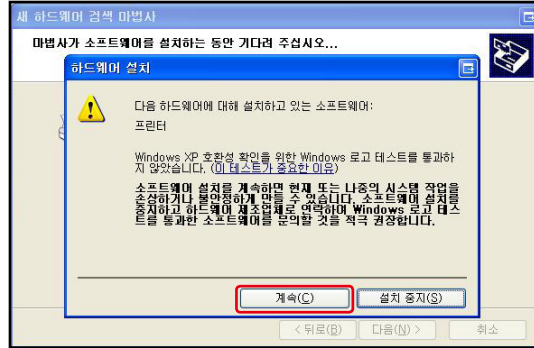 새 하드웨어 검색 마법사
마법사가 소프트웨어를 설치하는 동안 기다려 주십시오...
하드웨어 설치
다음 하드웨어에 대해 설치하고 있는 소프트웨어:
프린터
Windows XP 호환성 확인을 위한 Windows 로고 테스트를 통과하
지 않았습니다. (이 테스트가 중요한 이유)
소프트웨어 설치를 계속하면 현재 또는 나중의 시스템 작업을
손상하거나 불안정하게 만들 수 있습니다. 소프트웨어 설치를
중지하고 하드웨어 제조업체로 연락하여 Windows 로고 테스
트를 통과한 소프트웨어를 문의할 것을 적극 권장합니다.
계속(C)
설치 중지(S)
< 뒤로(B)
다음(N) >
취소